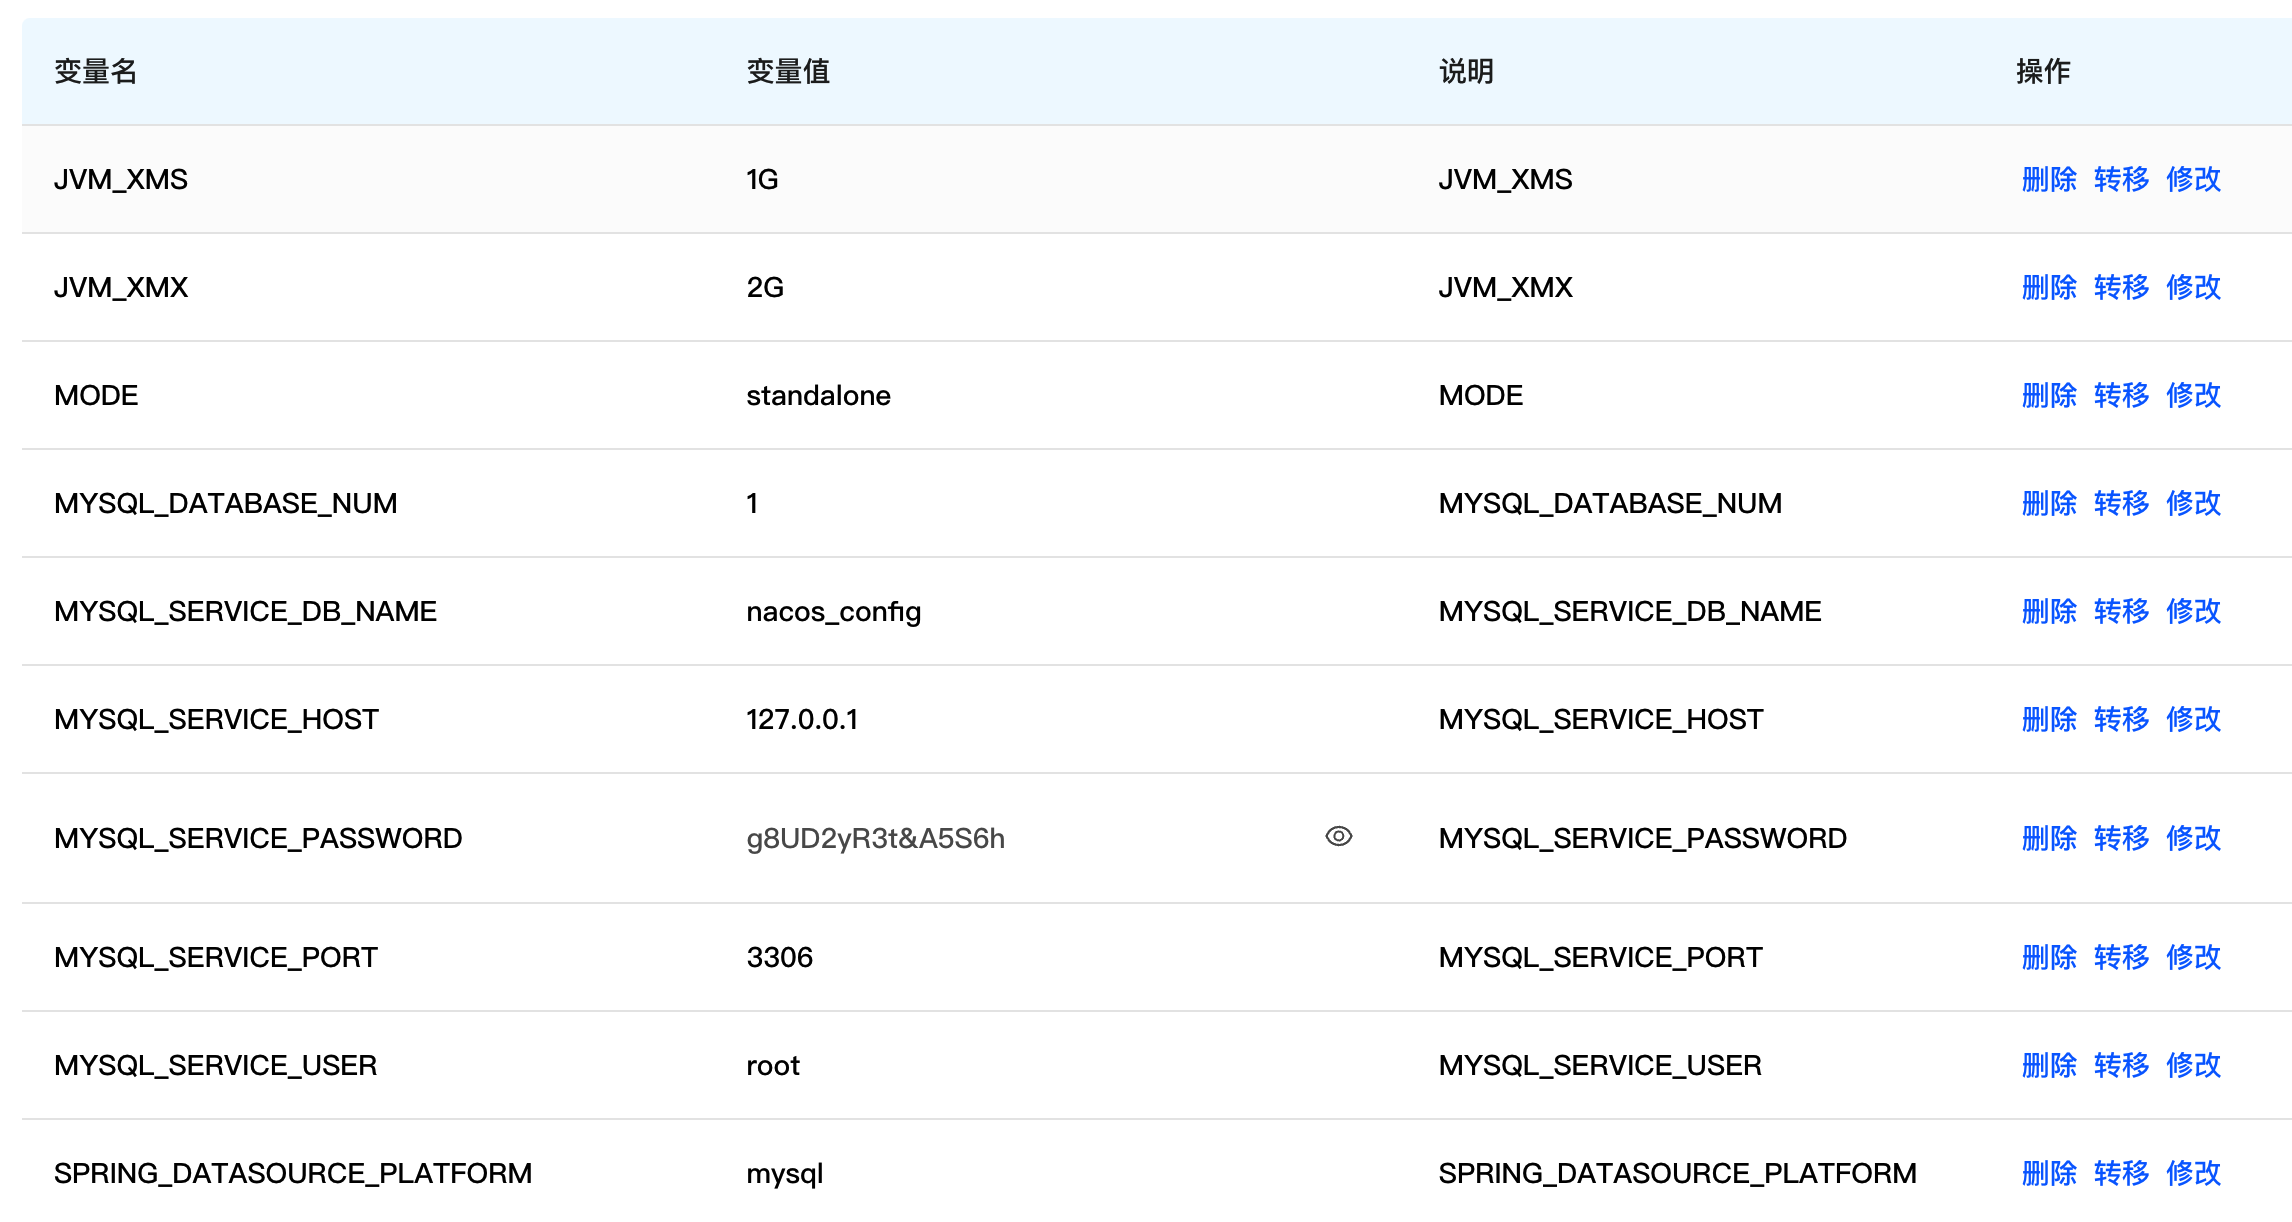 变量名 变量值 说明 操作
JVM_XMS 1G JVM_XMS 删除 转移 修改
JVM_XMX 2G JVM_XMX 删除 转移 修改
MODE standalone MODE 删除 转移 修改
MYSQL_DATABASE_NUM 1 MYSQL_DATABASE_NUM 删除 转移 修改
MYSQL_SERVICE_DB_NAME nacos_config MYSQL_SERVICE_DB_NAME 删除 转移 修改
MYSQL_SERVICE_HOST 127.0.0.1 MYSQL_SERVICE_HOST 删除 转移 修改
MYSQL_SERVICE_PASSWORD g8UD2yR3t&A5S6h MYSQL_SERVICE_PASSWORD 删除 转移 修改
MYSQL_SERVICE_PORT 3306 MYSQL_SERVICE_PORT 删除 转移 修改
MYSQL_SERVICE_USER root MYSQL_SERVICE_USER 删除 转移 修改
SPRING_DATASOURCE_PLATFORM mysql SPRING_DATASOURCE_PLATFORM 删除 转移 修改